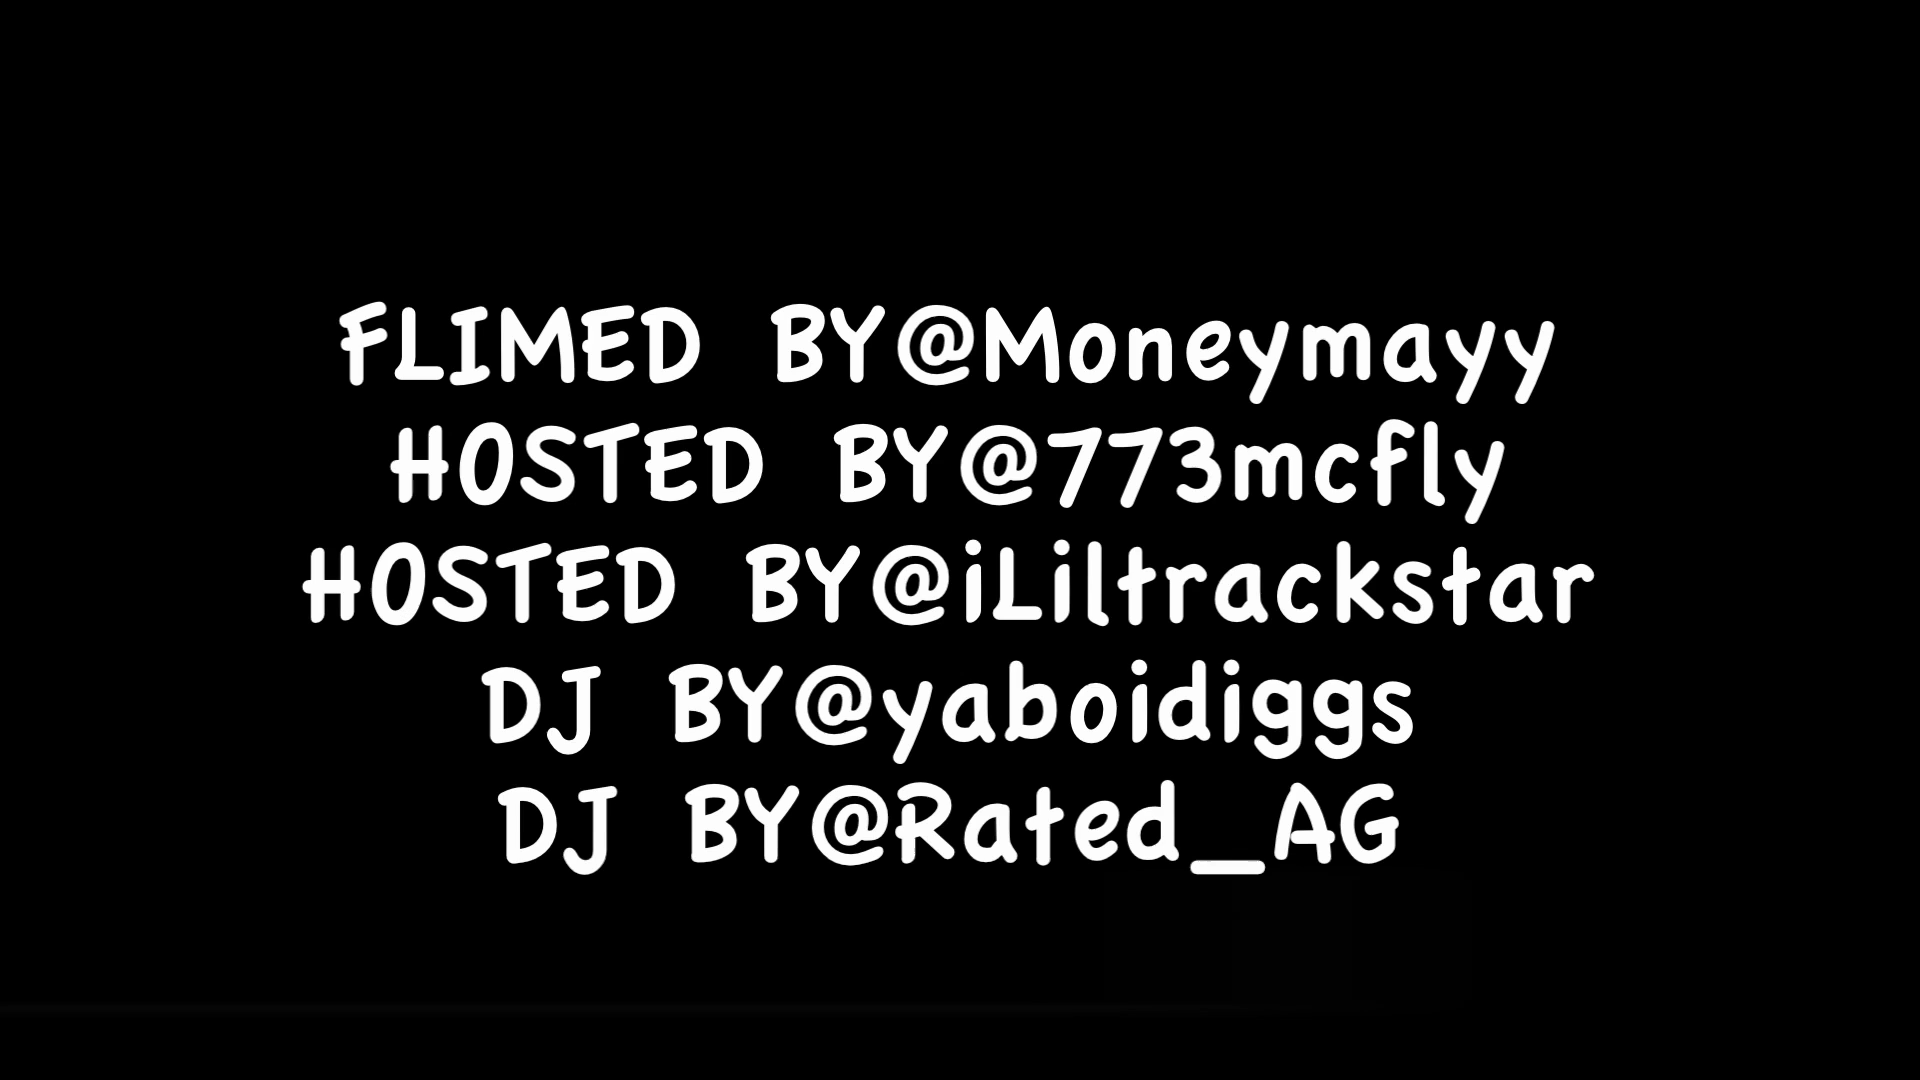 FLIMED BY@Moneymayy
HOSTED BY@773mcfly
HOSTED BY@iLiltrackstar
DJ BY@yaboidiggs
DJ BY@Rated_AG